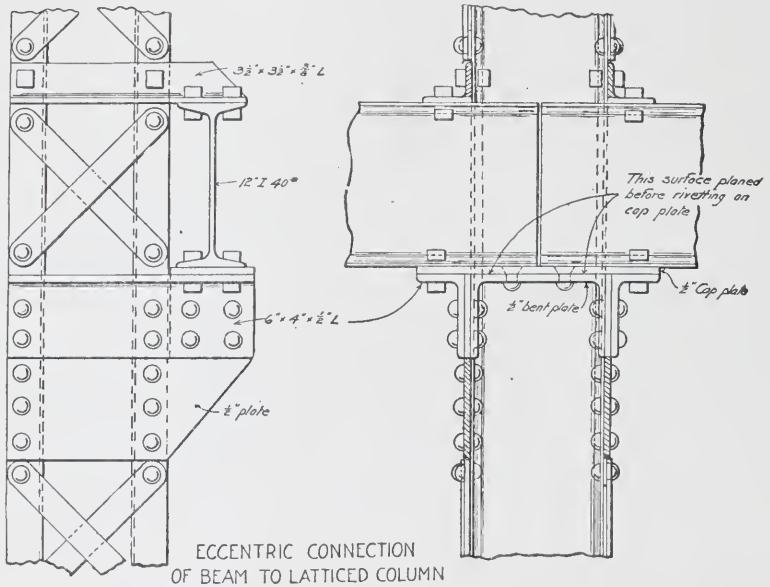 3½"×3½"×⅜" L
12" I 40#
6"×4"×½" L
½" plate
This surface planed
before rivetting on
cap plate
½" Cap plate
½" bent plate
ECCENTRIC CONNECTION
OF BEAM TO LATTICED COLUMN